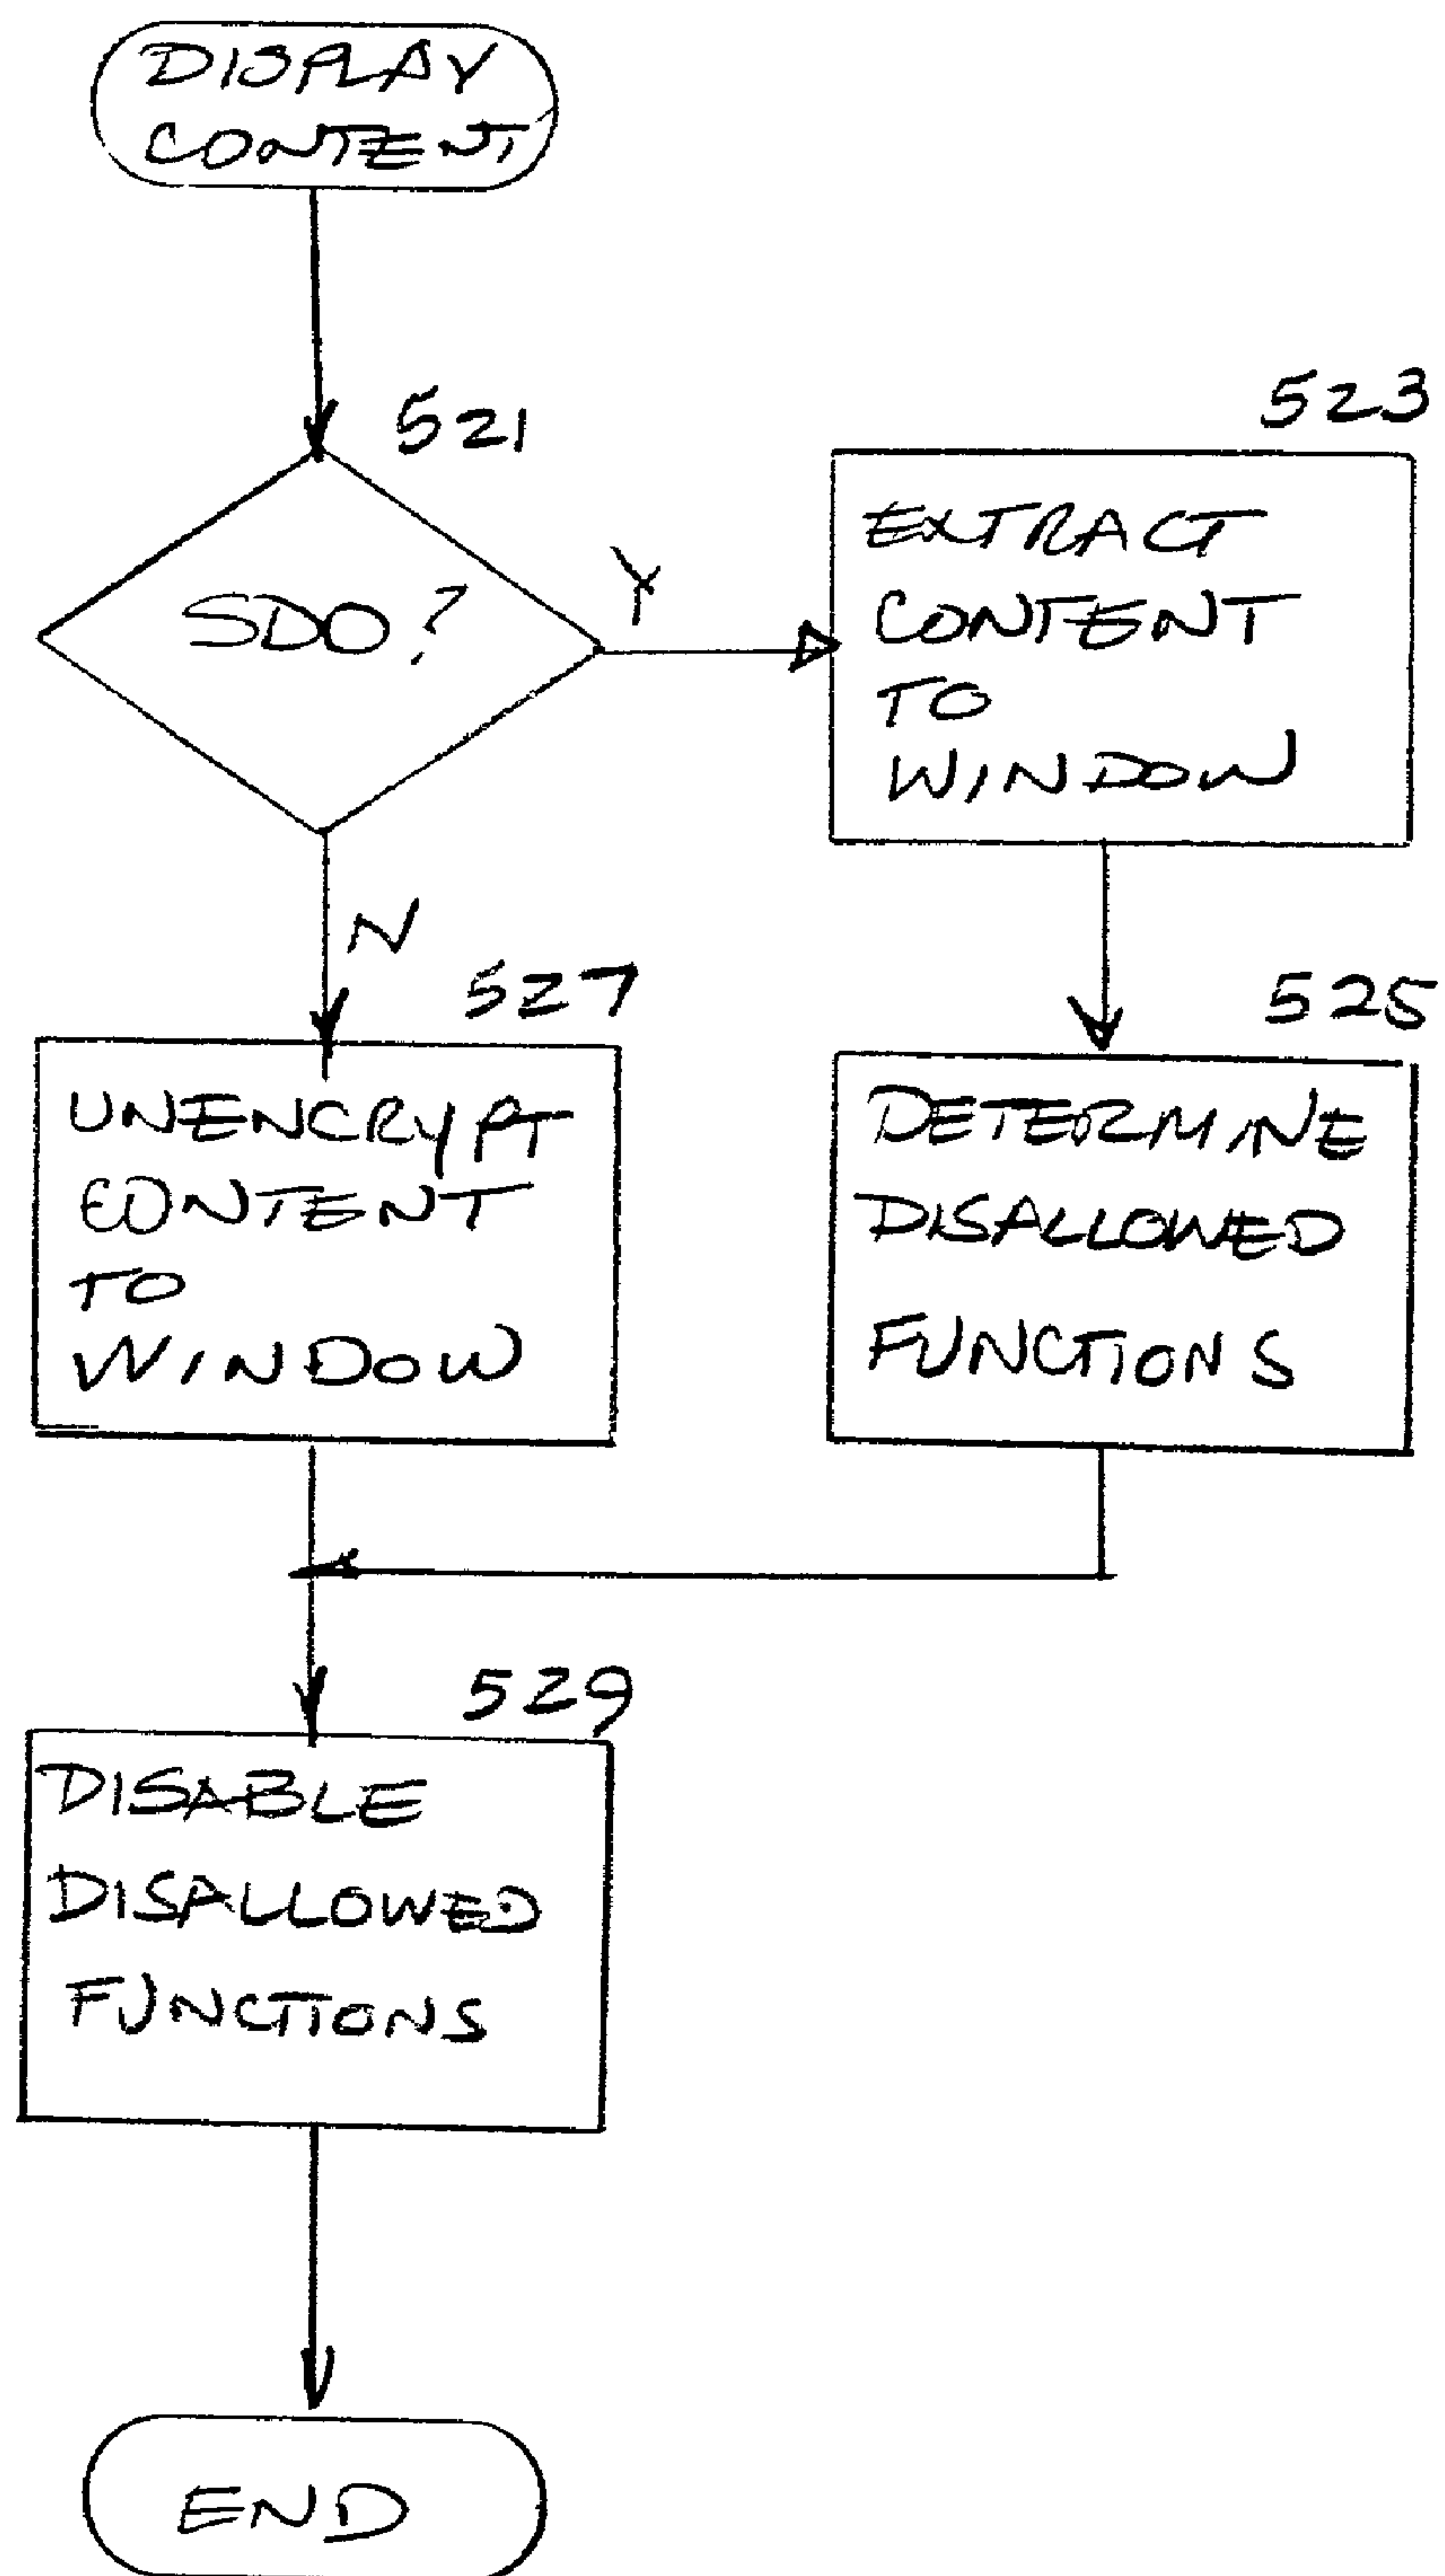 DISPLAY
CONTENT
521
SDO?
Y
523
EXTRACT
CONTENT
TO
WINDOW
N
527
UNENCRYPT
CONTENT
TO
WINDOW
525
DETERMINE
DISALLOWED
FUNCTIONS
529
DISABLE
DISALLOWED
FUNCTIONS
END